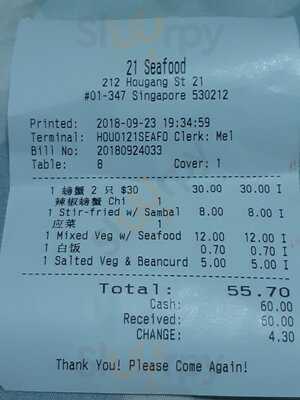 21 Seafood
212 Hougang St 21
#01-347 Singapore 530212
Printed: 2018-09-23 19:34:59
Terminal: HOU0121SEAFO Clerk: Mel
Bill No: 20180924033
Table: 8 Cover: 1
1 螃蟹 2 只 $30 30.00 30.00 I
辣椒螃蟹 Chi 1
1 Stir-fried w/ Sambal 8.00 8.00 I
应菜 1
1 Mixed Veg w/ Seafood 12.00 12.00 I
1 白饭 0.70 0.70 I
1 Salted Veg & Beancurd 5.00 5.00 I
Total: 55.70
Cash: 60.00
Received: 60.00
CHANGE: 4.30
Thank You! Please Come Again!